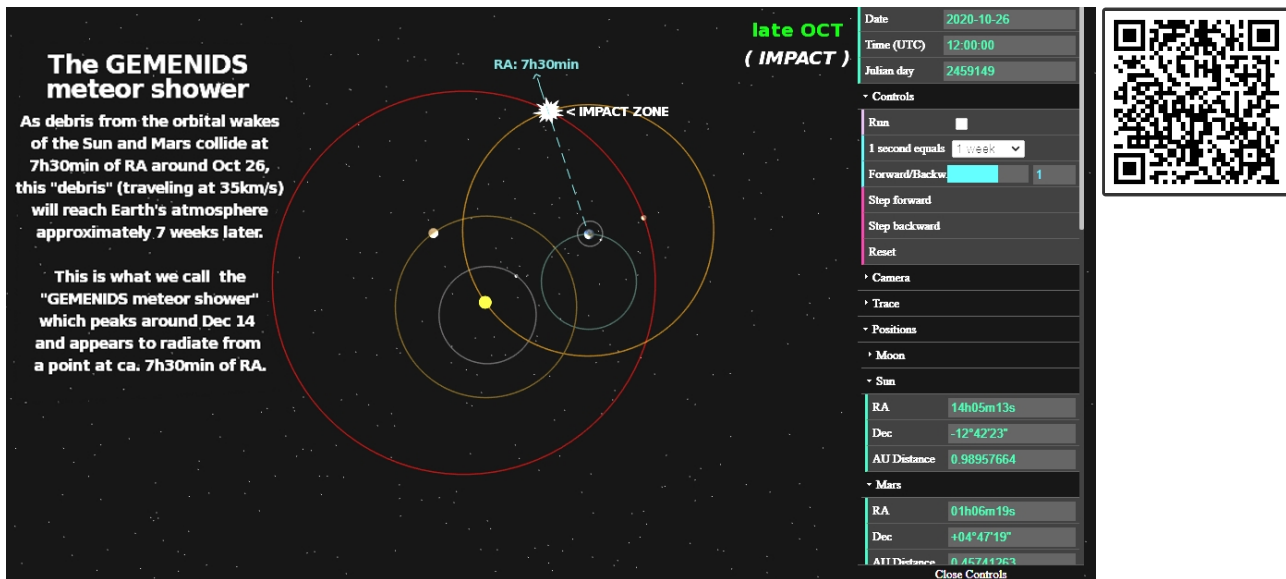 The GEMENIDS
meteor shower
As debris from the orbital wakes
of the Sun and Mars collide at
7h30min of RA around Oct 26,
this "debris" (traveling at 35km/s)
will reach Earth's atmosphere
approximately 7 weeks later.
This is what we call the
"GEMENIDS meteor shower"
which peaks around Dec 14
and appears to radiate from
a point at ca. 7h30min of RA.
RA: 7h30min
< IMPACT ZONE
late OCT
( IMPACT )
Date 2020-10-26
Time (UTC) 12:00:00
Julian day 2459149
Controls
Run
1 second equals 1 week
Forward/Backw. 1
Step forward
Step backward
Reset
Camera
Trace
Positions
Moon
Sun
RA 14h05m13s
Dec -12°42'23"
AU Distance 0.98957664
Mars
RA 01h06m19s
Dec +04°47'19"
AU Distance 0.45741263
Close Controls